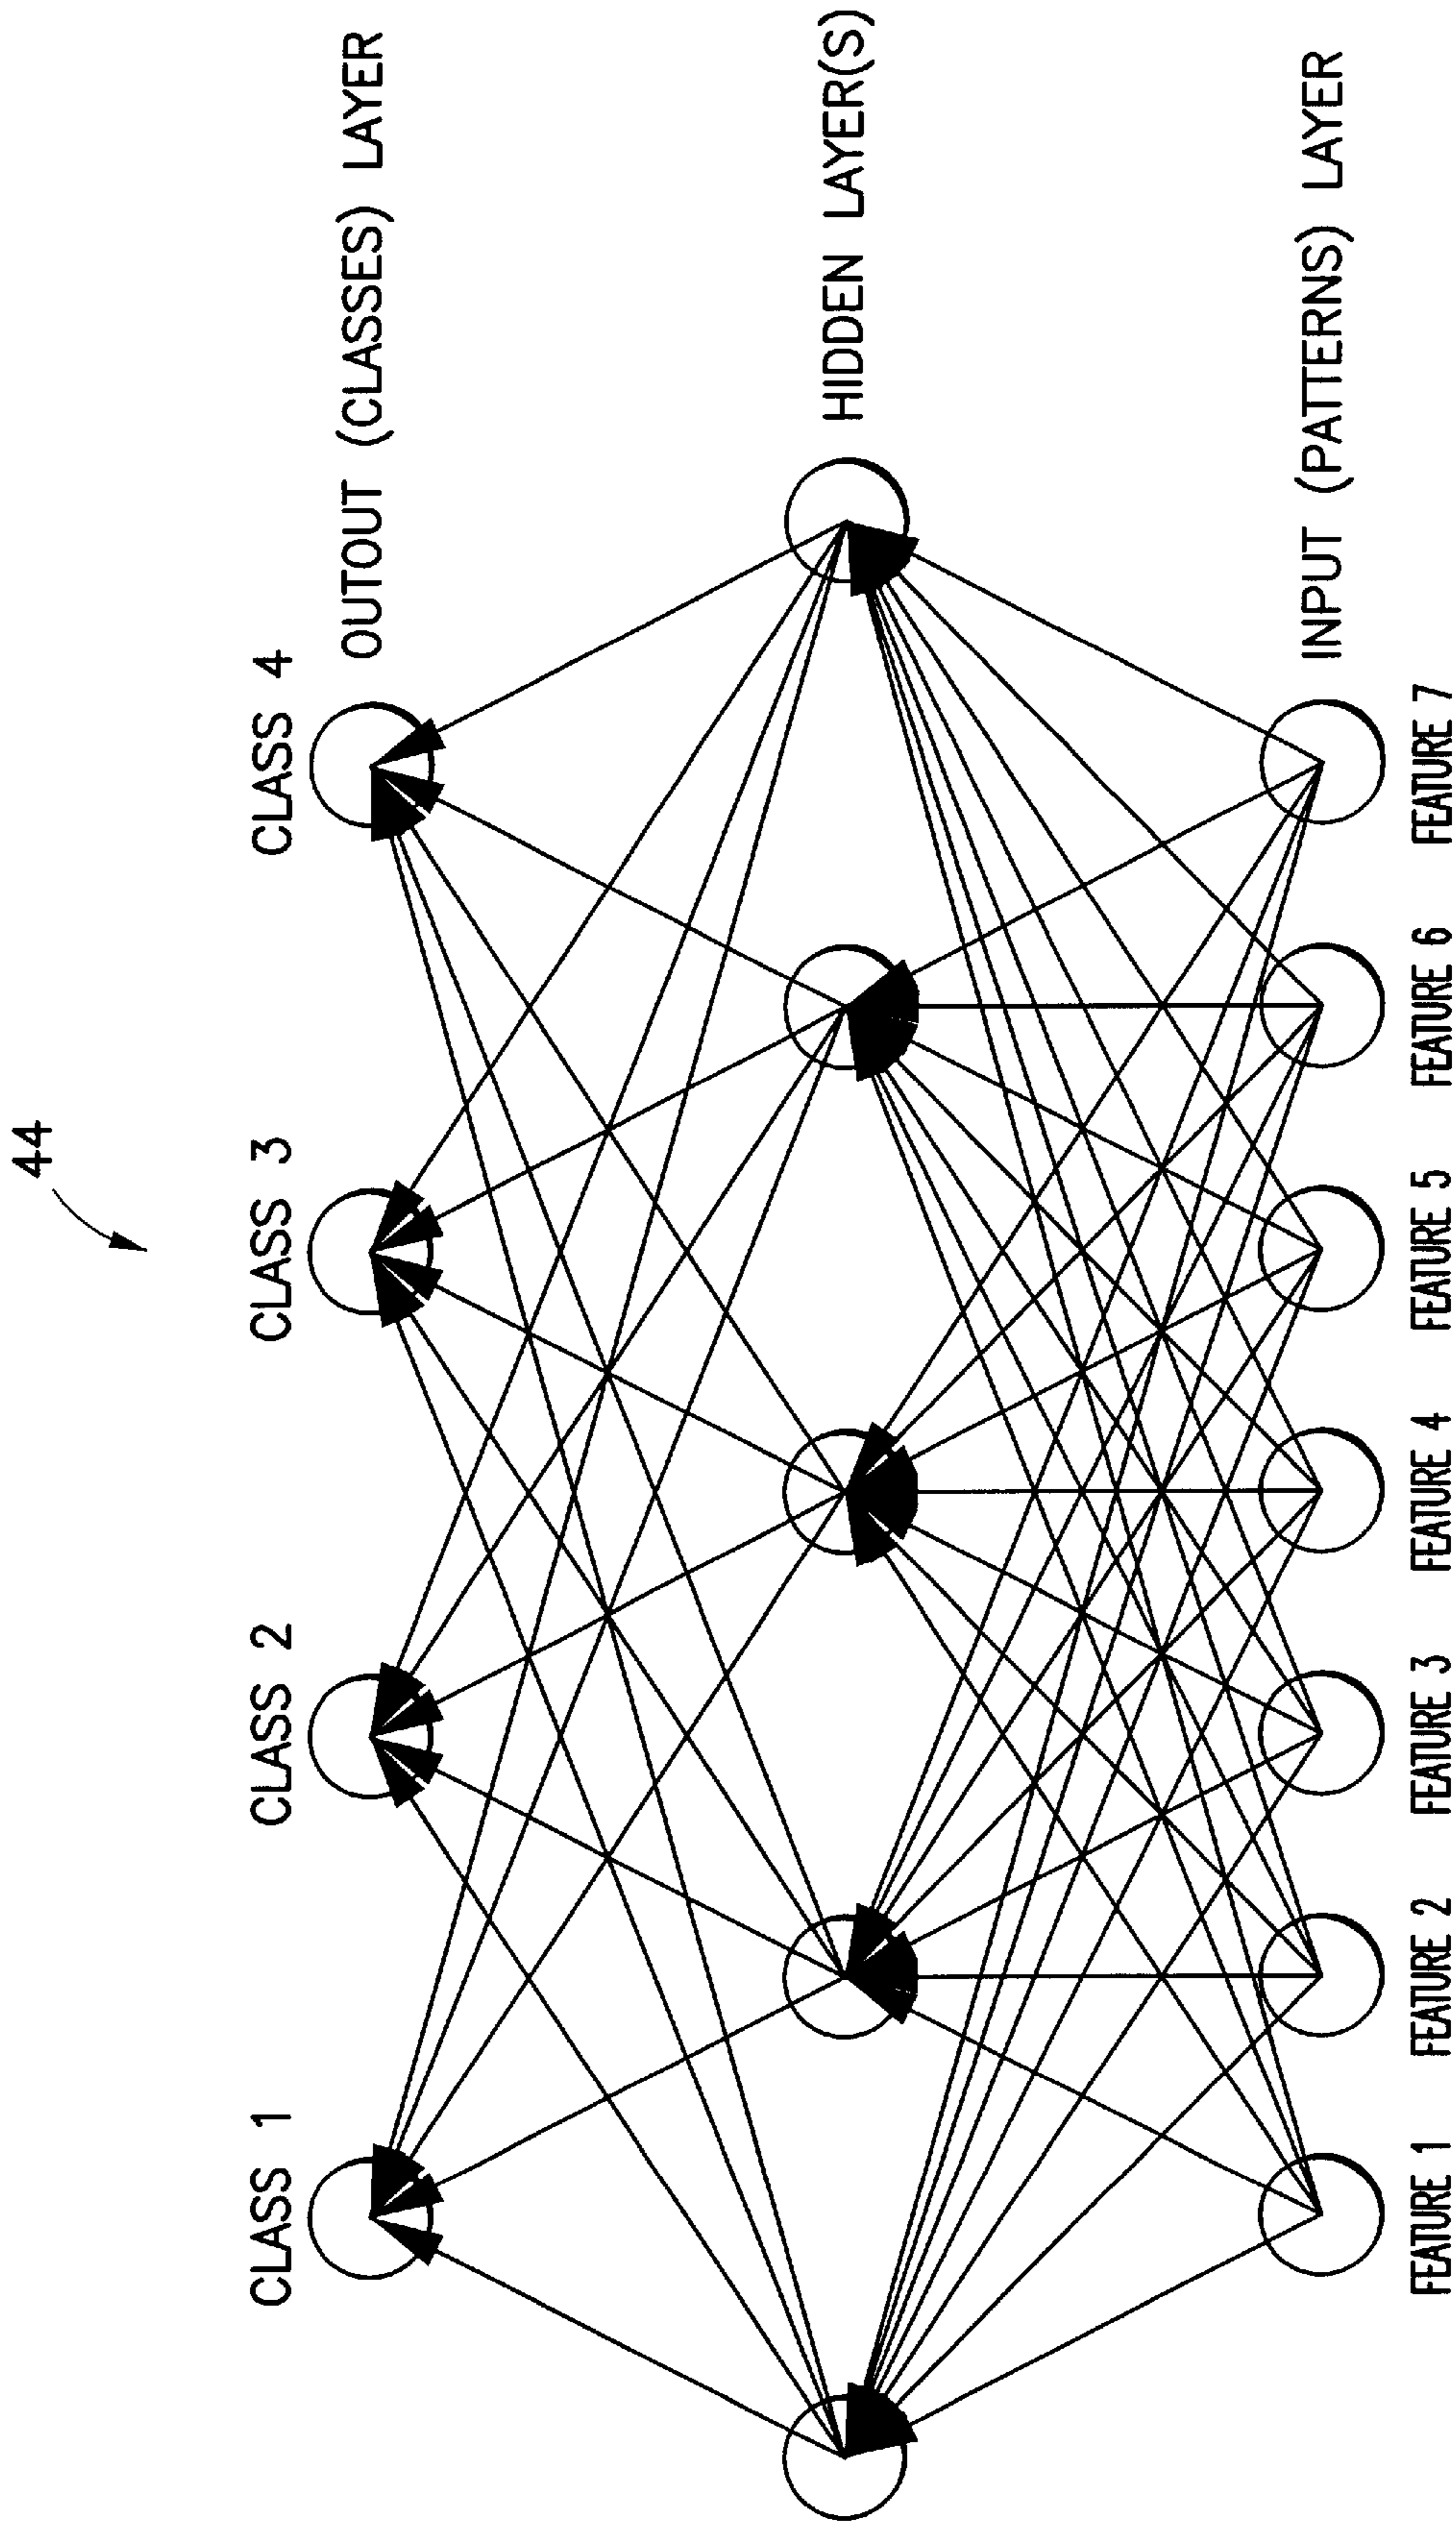 44
CLASS 1
CLASS 2
CLASS 3
CLASS 4
OUTOUT (CLASSES) LAYER
HIDDEN LAYER(S)
INPUT (PATTERNS) LAYER
FEATURE 1
FEATURE 2
FEATURE 3
FEATURE 4
FEATURE 5
FEATURE 6
FEATURE 7